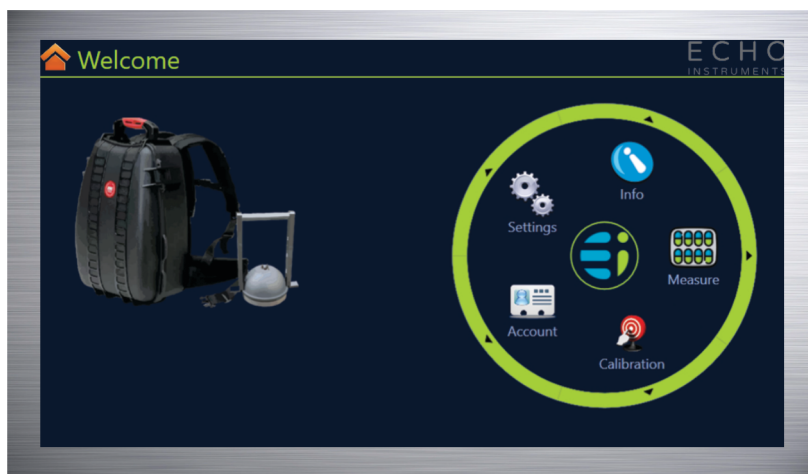 Welcome
ECHO
INSTRUMENTS
Info
Settings
Measure
Account
Calibration